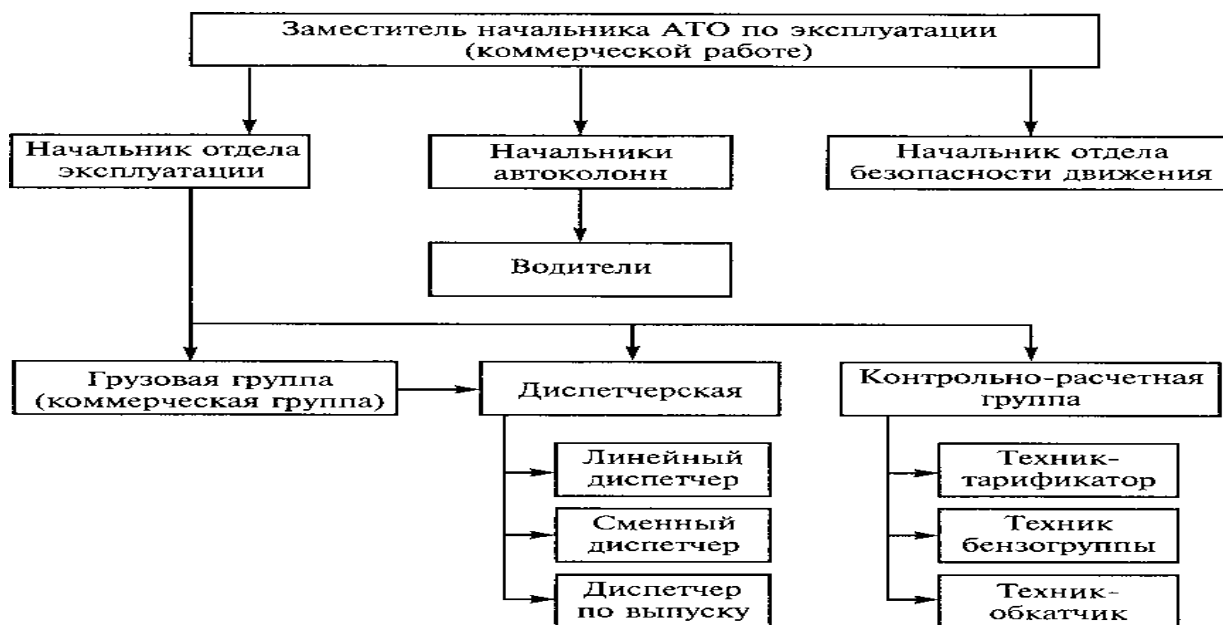 Заместитель начальника АТО по эксплуатации
(коммерческой работе)
Начальник отдела
эксплуатации
Начальники
автоколонн
Начальник отдела
безопасности движения
Водители
Грузовая группа
(коммерческая группа)
Диспетчерская
Контрольно-расчетная
группа
Линейный
диспетчер
Техник-
тарификатор
Сменный
диспетчер
Техник
бензогруппы
Диспетчер
по выпуску
Техник-
обкатчик